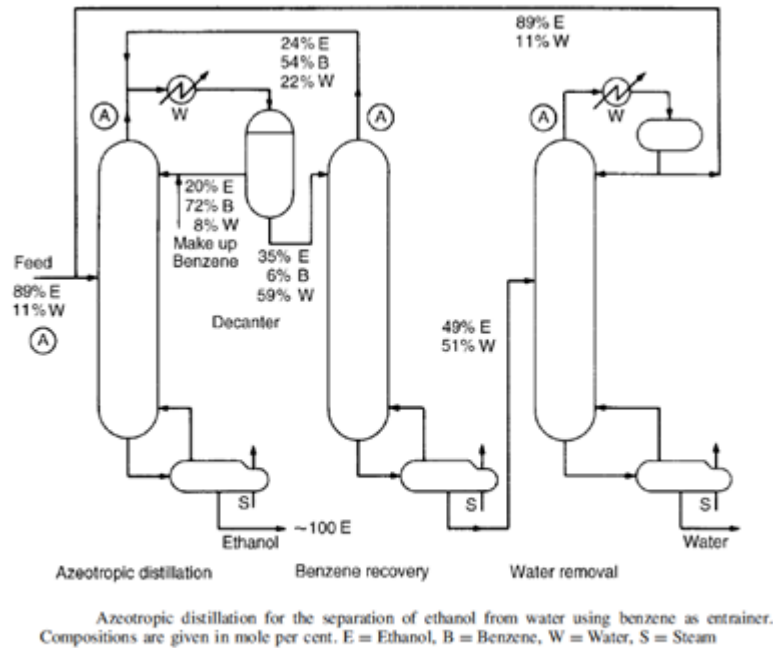 89% E
11% W
24% E
54% B
22% W
A
W
A
A
W
20% E
72% B
8% W
Make up
Benzene
35% E
6% B
59% W
Feed
89% E
11% W
A
Decanter
49% E
51% W
S
S
S
~100 E
Ethanol
Water
Azeotropic distillation
Benzene recovery
Water removal
Azeotropic distillation for the separation of ethanol from water using benzene as entrainer.
Compositions are given in mole per cent. E = Ethanol, B = Benzene, W = Water, S = Steam